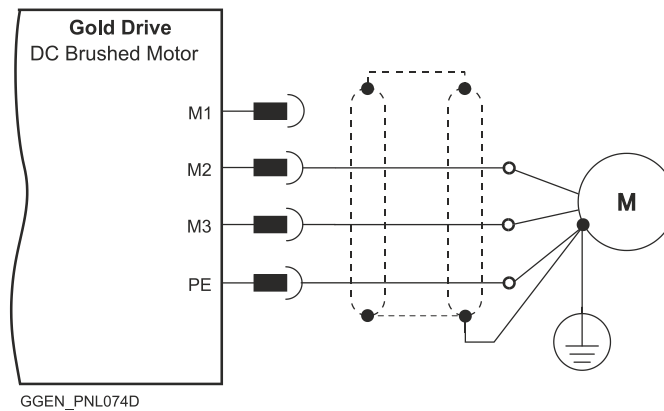 Gold Drive
DC Brushed Motor
M1
M2
M3
PE
M
GGEN_PNL074D